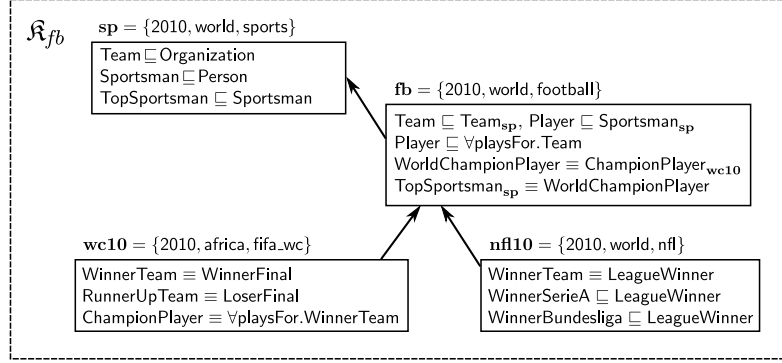 𝔎fb
sp = {2010, world, sports}
Team ⊑ Organization
Sportsman ⊑ Person
TopSportsman ⊑ Sportsman
fb = {2010, world, football}
Team ⊑ Team_sp, Player ⊑ Sportsman_sp
Player ⊑ ∀playsFor.Team
WorldChampionPlayer ≡ ChampionPlayer_wc10
TopSportsman_sp ≡ WorldChampionPlayer
wc10 = {2010, africa, fifa_wc}
WinnerTeam ≡ WinnerFinal
RunnerUpTeam ≡ LoserFinal
ChampionPlayer ≡ ∀playsFor.WinnerTeam
nfl10 = {2010, world, nfl}
WinnerTeam ≡ LeagueWinner
WinnerSerieA ⊑ LeagueWinner
WinnerBundesliga ⊑ LeagueWinner